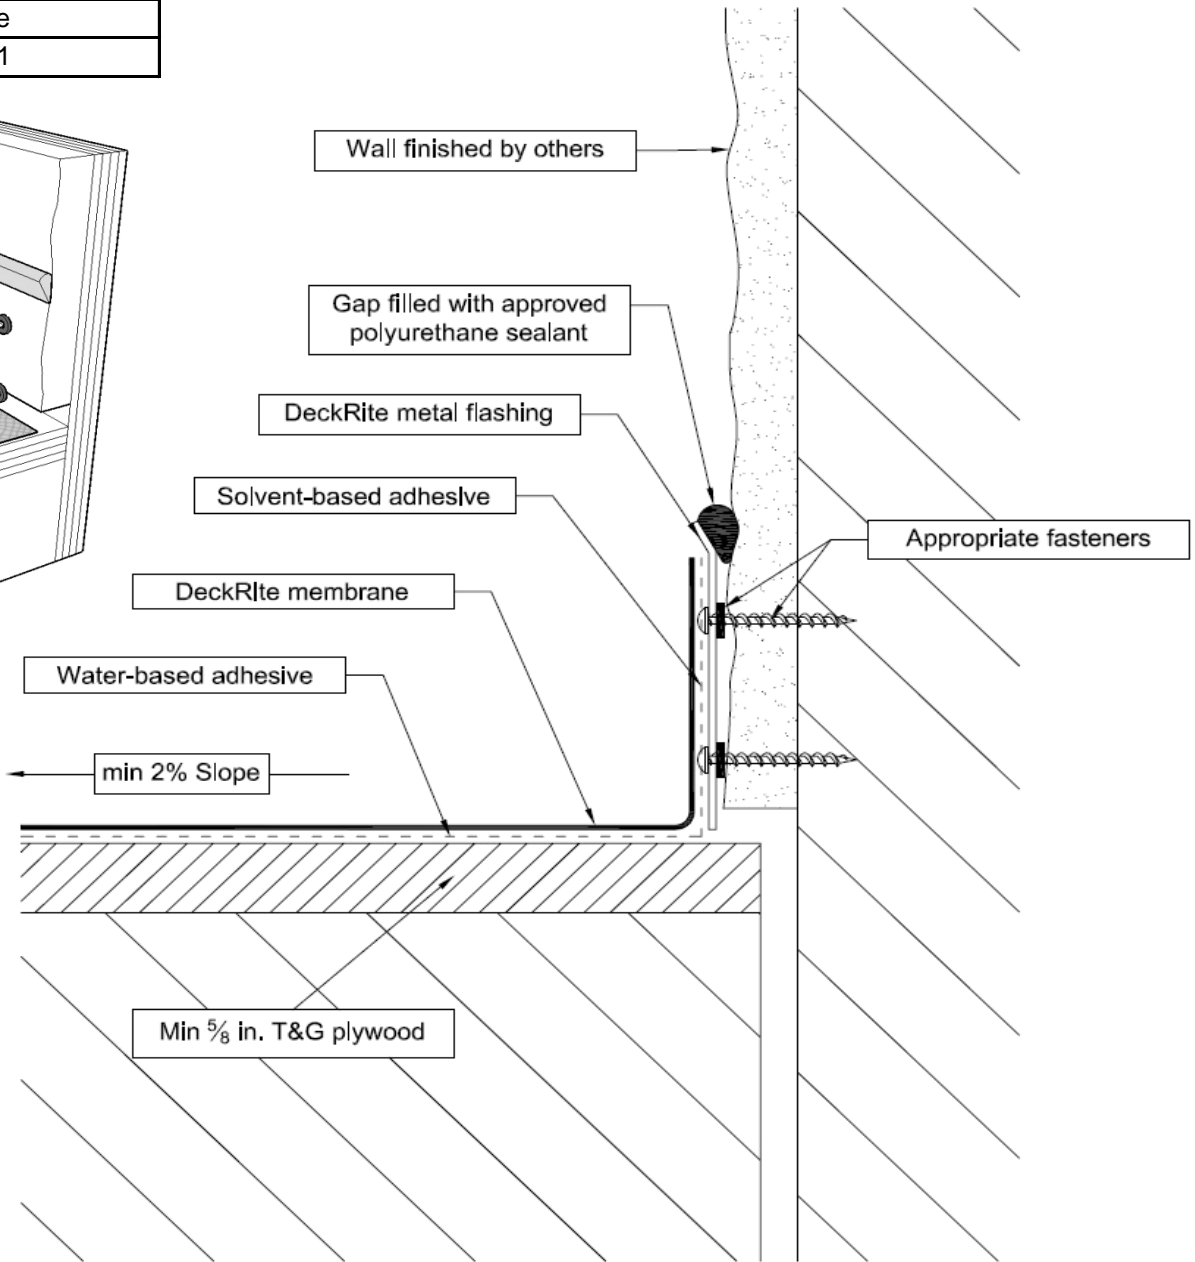 e
1
Wall finished by others
Gap filled with approved
polyurethane sealant
DeckRite metal flashing
Solvent-based adhesive
Appropriate fasteners
DeckRite membrane
Water-based adhesive
min 2% Slope
Min ⅝ in. T&G plywood